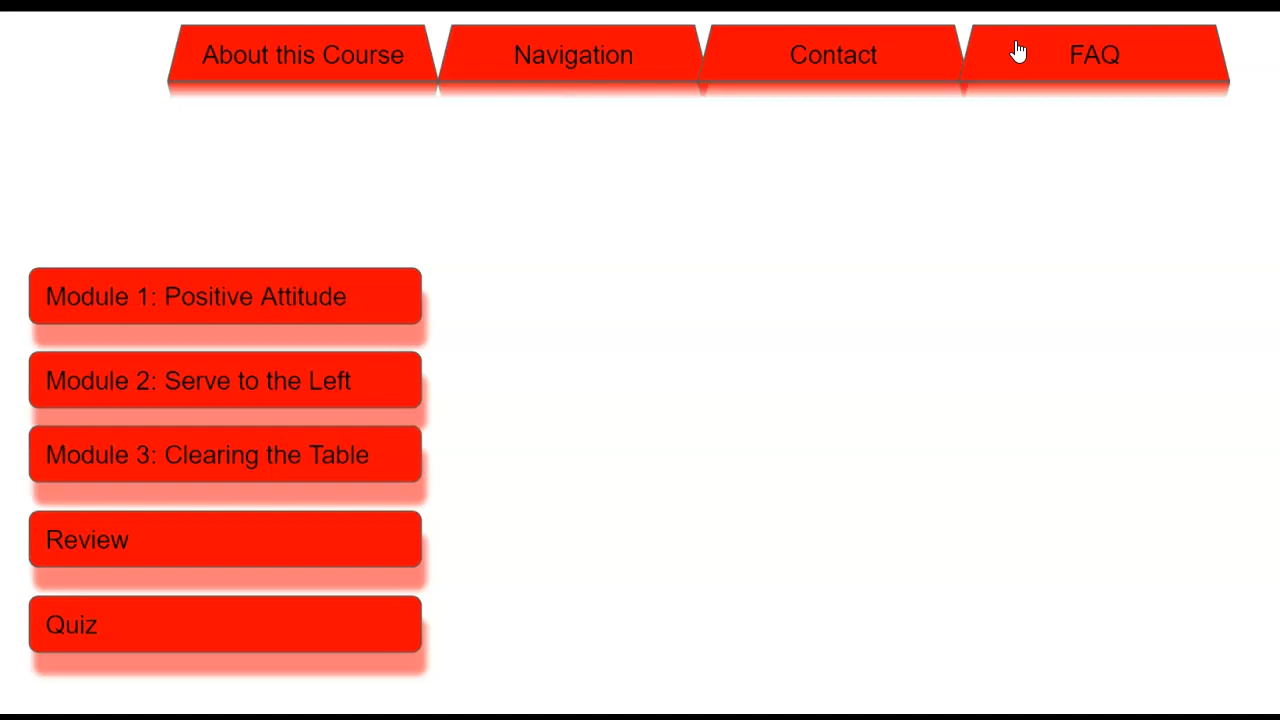 About this Course
Navigation
Contact
FAQ
Module 1: Positive Attitude
Module 2: Serve to the Left
Module 3: Clearing the Table
Review
Quiz